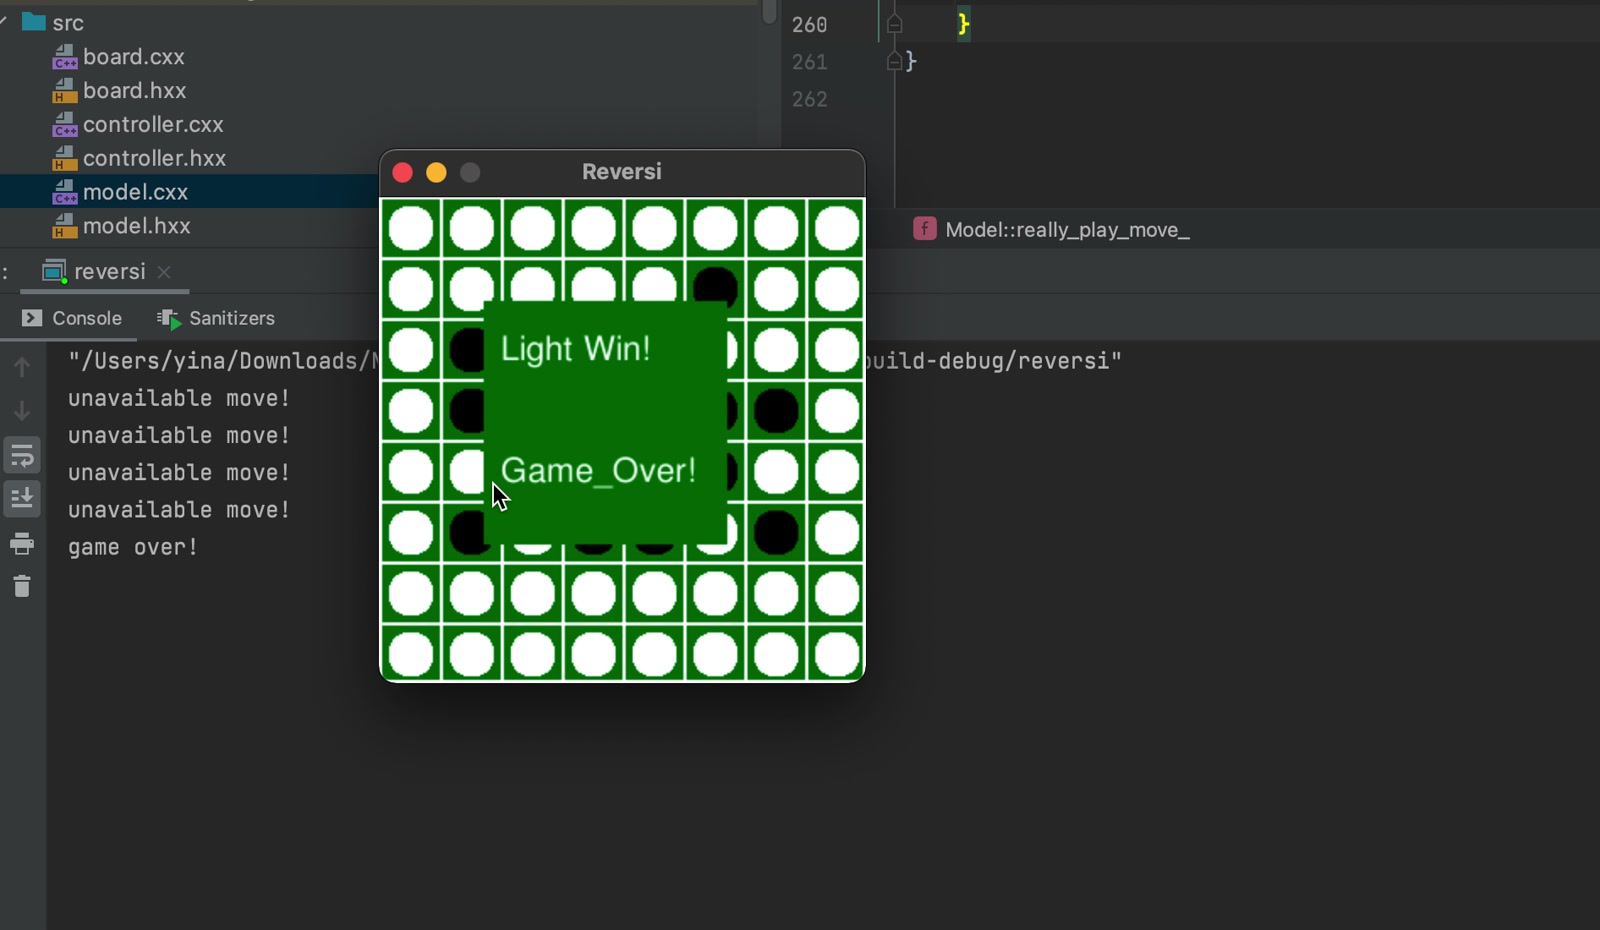 src
board.cxx
board.hxx
controller.cxx
controller.hxx
model.cxx
model.hxx
260 }
261 }
262
Model::really_play_move_
: reversi
Console Sanitizers
"/Users/yina/Downloads/ build-debug/reversi"
unavailable move!
unavailable move!
unavailable move!
unavailable move!
game over!
Reversi
Light Win!
Game_Over!